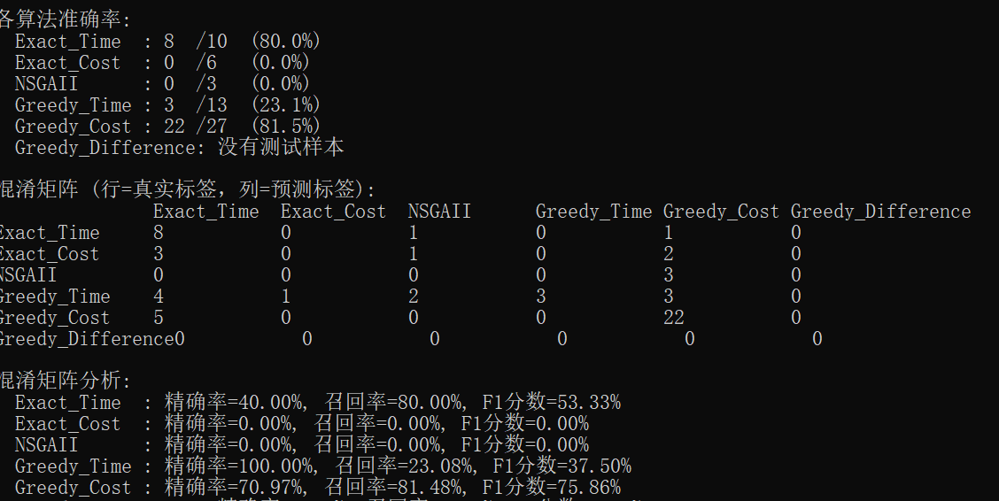 各算法准确率:
Exact_Time : 8 /10 (80.0%)
Exact_Cost : 0 /6 (0.0%)
NSGAII : 0 /3 (0.0%)
Greedy_Time : 3 /13 (23.1%)
Greedy_Cost : 22 /27 (81.5%)
Greedy_Difference: 没有测试样本
混淆矩阵 (行=真实标签, 列=预测标签):
Exact_Time Exact_Cost NSGAII Greedy_Time Greedy_Cost Greedy_Difference
Exact_Time 8 0 1 0 1 0
Exact_Cost 3 0 1 0 2 0
NSGAII 0 0 0 0 3 0
Greedy_Time 4 1 2 3 3 0
Greedy_Cost 5 0 0 0 22 0
Greedy_Difference0 0 0 0 0 0
混淆矩阵分析:
Exact_Time : 精确率=40.00%, 召回率=80.00%, F1分数=53.33%
Exact_Cost : 精确率=0.00%, 召回率=0.00%, F1分数=0.00%
NSGAII : 精确率=0.00%, 召回率=0.00%, F1分数=0.00%
Greedy_Time : 精确率=100.00%, 召回率=23.08%, F1分数=37.50%
Greedy_Cost : 精确率=70.97%, 召回率=81.48%, F1分数=75.86%